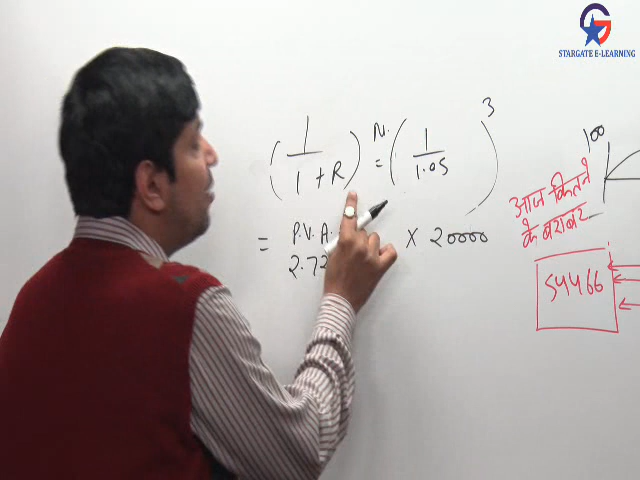 STARGATE E-LEARNING
(1/(1+R))^N. = (1/1.05)^3
= P.V.A. × 20000
2.72
100
आज कितने
के बराबर
54466